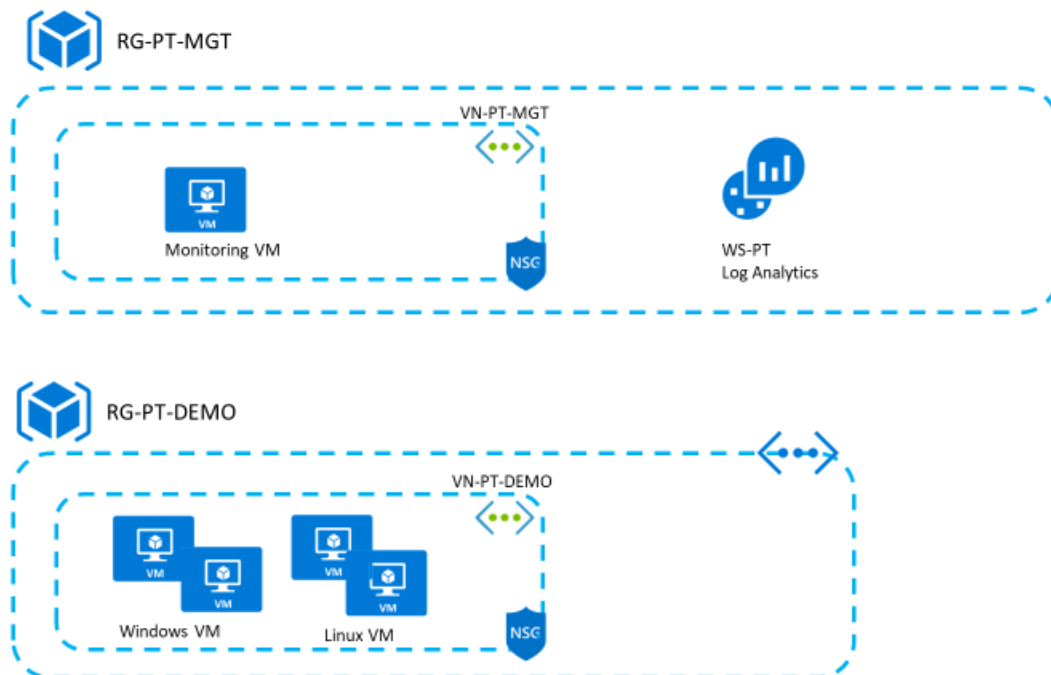 RG-PT-MGT
VN-PT-MGT
VM
Monitoring VM
NSG
WS-PT
Log Analytics
RG-PT-DEMO
VN-PT-DEMO
VM
VM
VM
VM
Windows VM
Linux VM
NSG